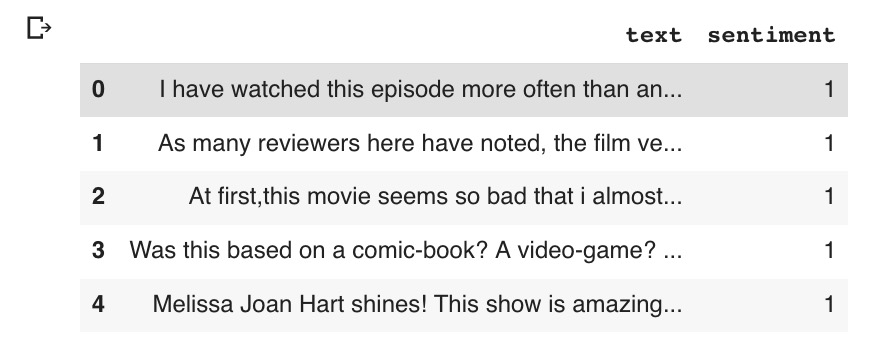 text sentiment
0 I have watched this episode more often than an... 1
1 As many reviewers here have noted, the film ve... 1
2 At first,this movie seems so bad that i almost... 1
3 Was this based on a comic-book? A video-game? ... 1
4 Melissa Joan Hart shines! This show is amazing... 1